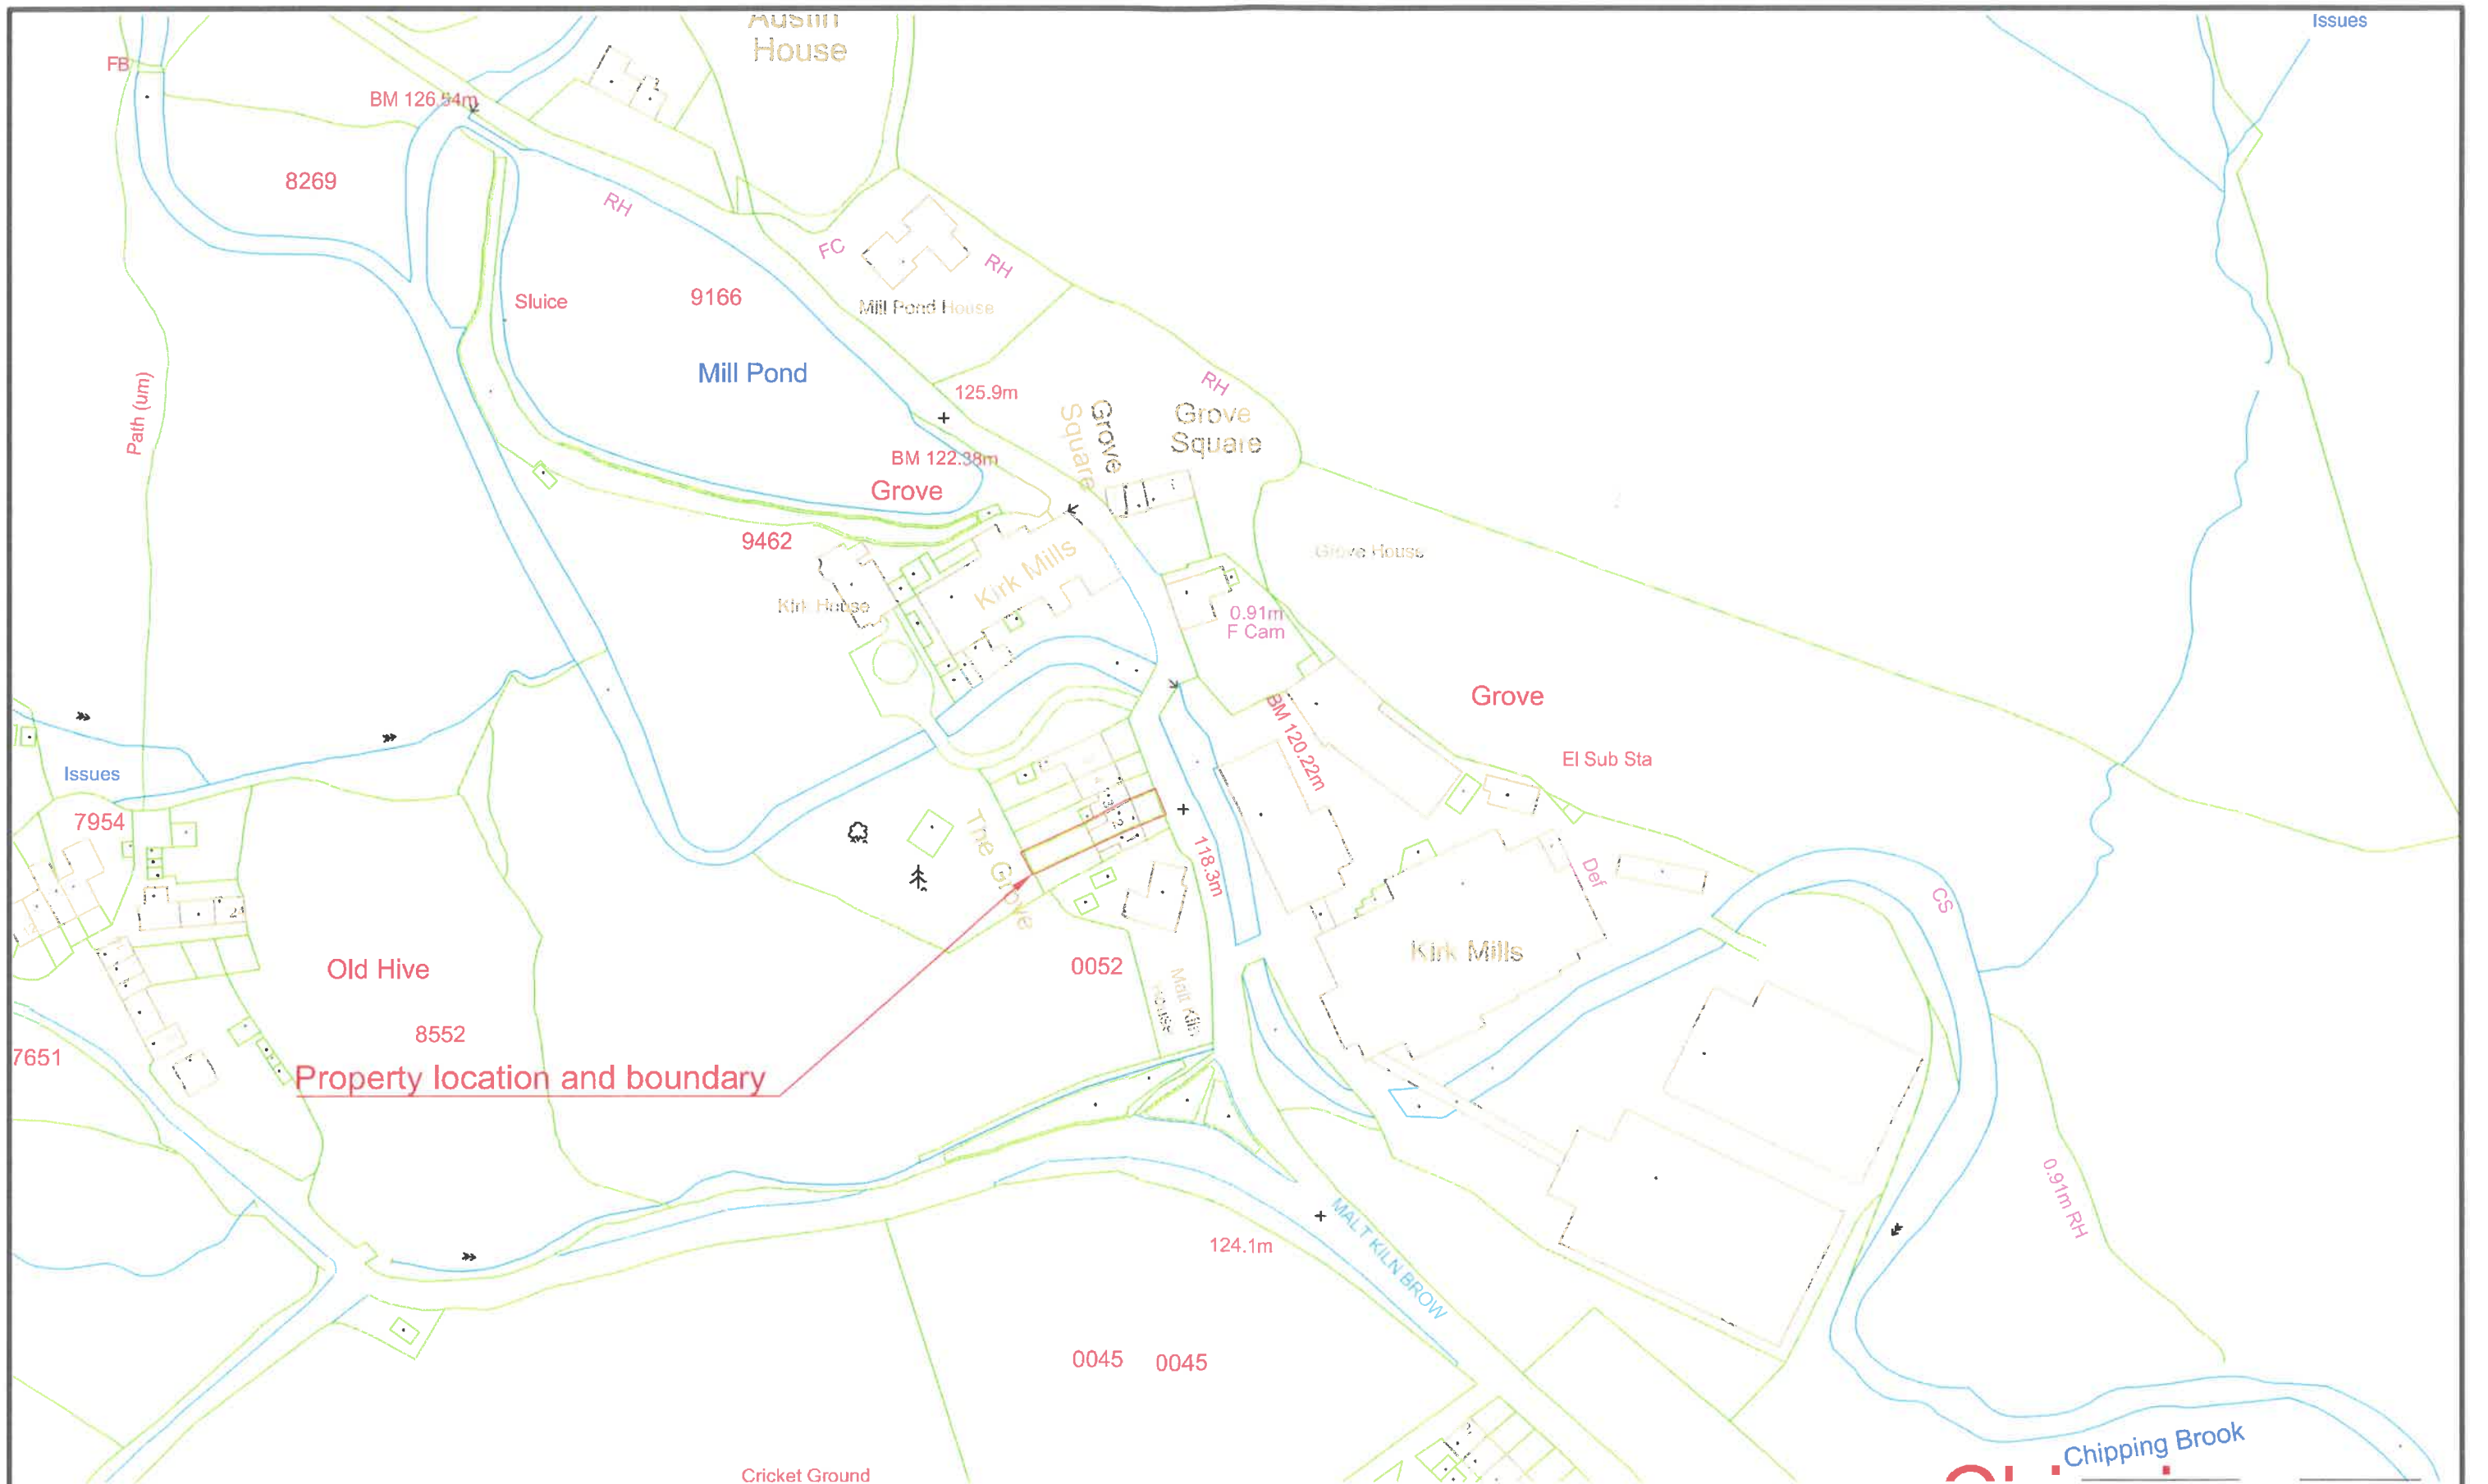 Austin
House
Issues
FB
BM 126.54m
8269
RH
FC
RH
Sluice
9166
Mill Pond House
Mill Pond
125.9m
RH
Path (um)
Grove
Square
Grove
Square
BM 122.38m
Grove
9462
Kirk Mills
Grove House
Kirk House
0.91m
F Cam
Grove
BM 120.22m
El Sub Sta
Issues
7954
The Grove
118.3m
Def
CS
24
Old Hive
Kirk Mills
0052
Malt Kiln
House
8552
7651
Property location and boundary
0.91m RH
MALT KILN BROW
124.1m
0045
0045
Chipping Brook
Cricket Ground